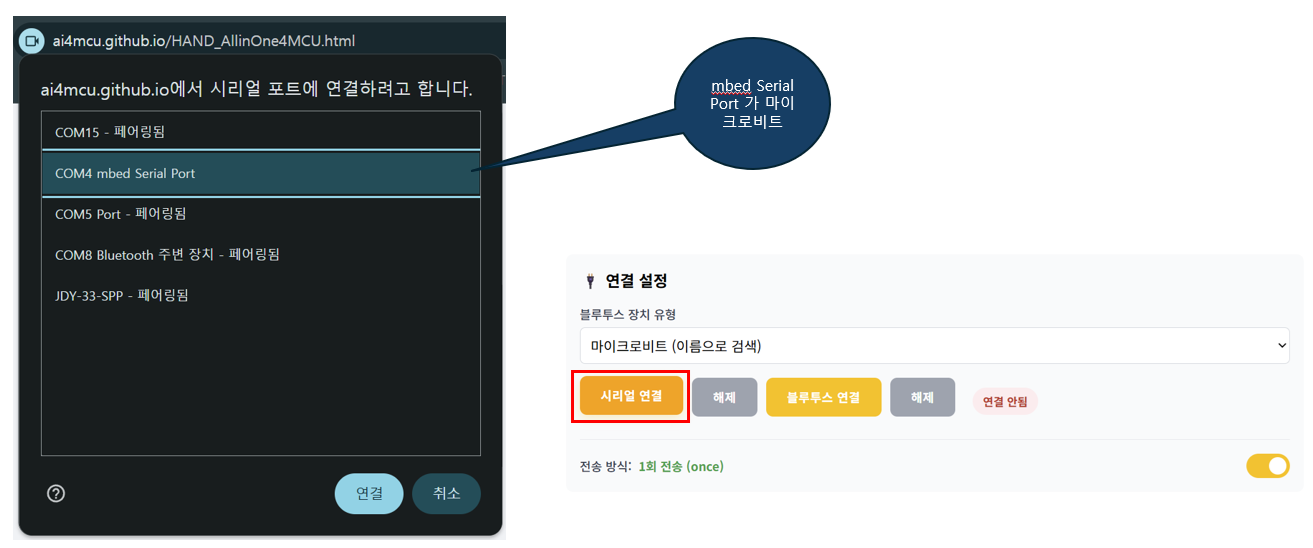 ai4mcu.github.io/HAND_AllinOne4MCU.html
ai4mcu.github.io에서 시리얼 포트에 연결하려고 합니다.
COM15 - 페어링됨
COM4 mbed Serial Port
COM5 Port - 페어링됨
COM8 Bluetooth 주변 장치 - 페어링됨
JDY-33-SPP - 페어링됨
연결
취소
mbed Serial
Port 가 마이
크로비트
연결 설정
블루투스 장치 유형
마이크로비트 (이름으로 검색)
시리얼 연결
해제
블루투스 연결
해제
연결 안됨
전송 방식: 1회 전송 (once)